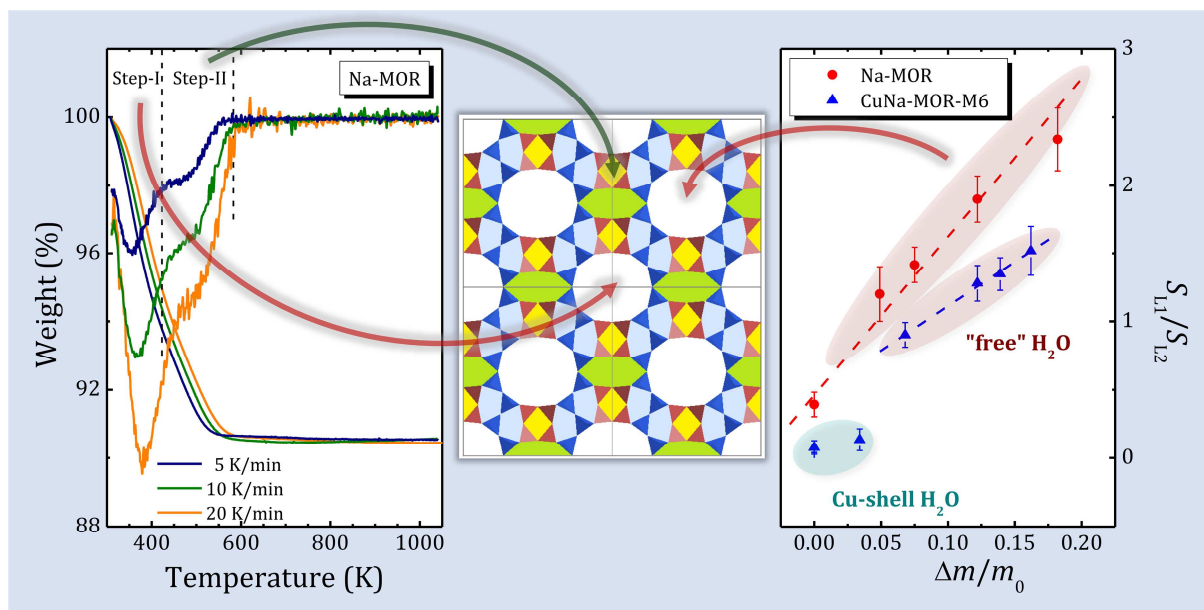 Step-I
Step-II
Na-MOR
100
96
92
88
Weight (%)
5 K/min
10 K/min
20 K/min
400
600
800
1000
Temperature (K)
Na-MOR
CuNa-MOR-M6
"free" H₂O
Cu-shell H₂O
3
2
1
0
S_L1/S_L2
0.00
0.05
0.10
0.15
0.20
Δm/m₀